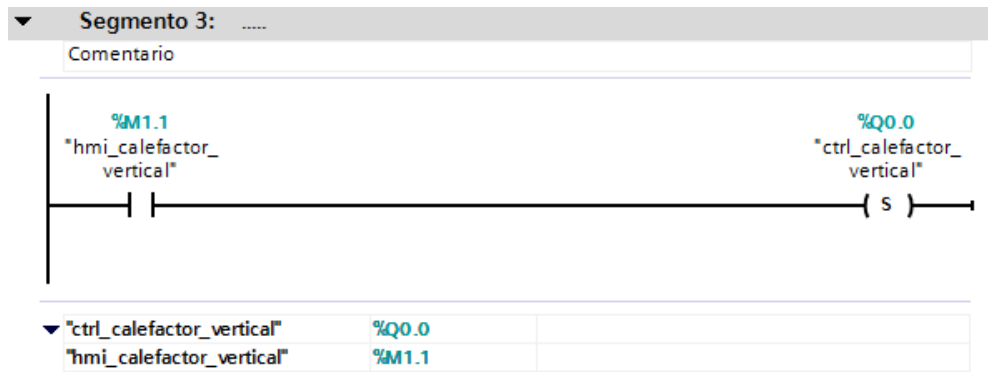 Segmento 3: .....
Comentario
%M1.1 %Q0.0
"hmi_calefactor_ "ctrl_calefactor_
vertical" vertical"
( S )
"ctrl_calefactor_vertical" %Q0.0
"hmi_calefactor_vertical" %M1.1